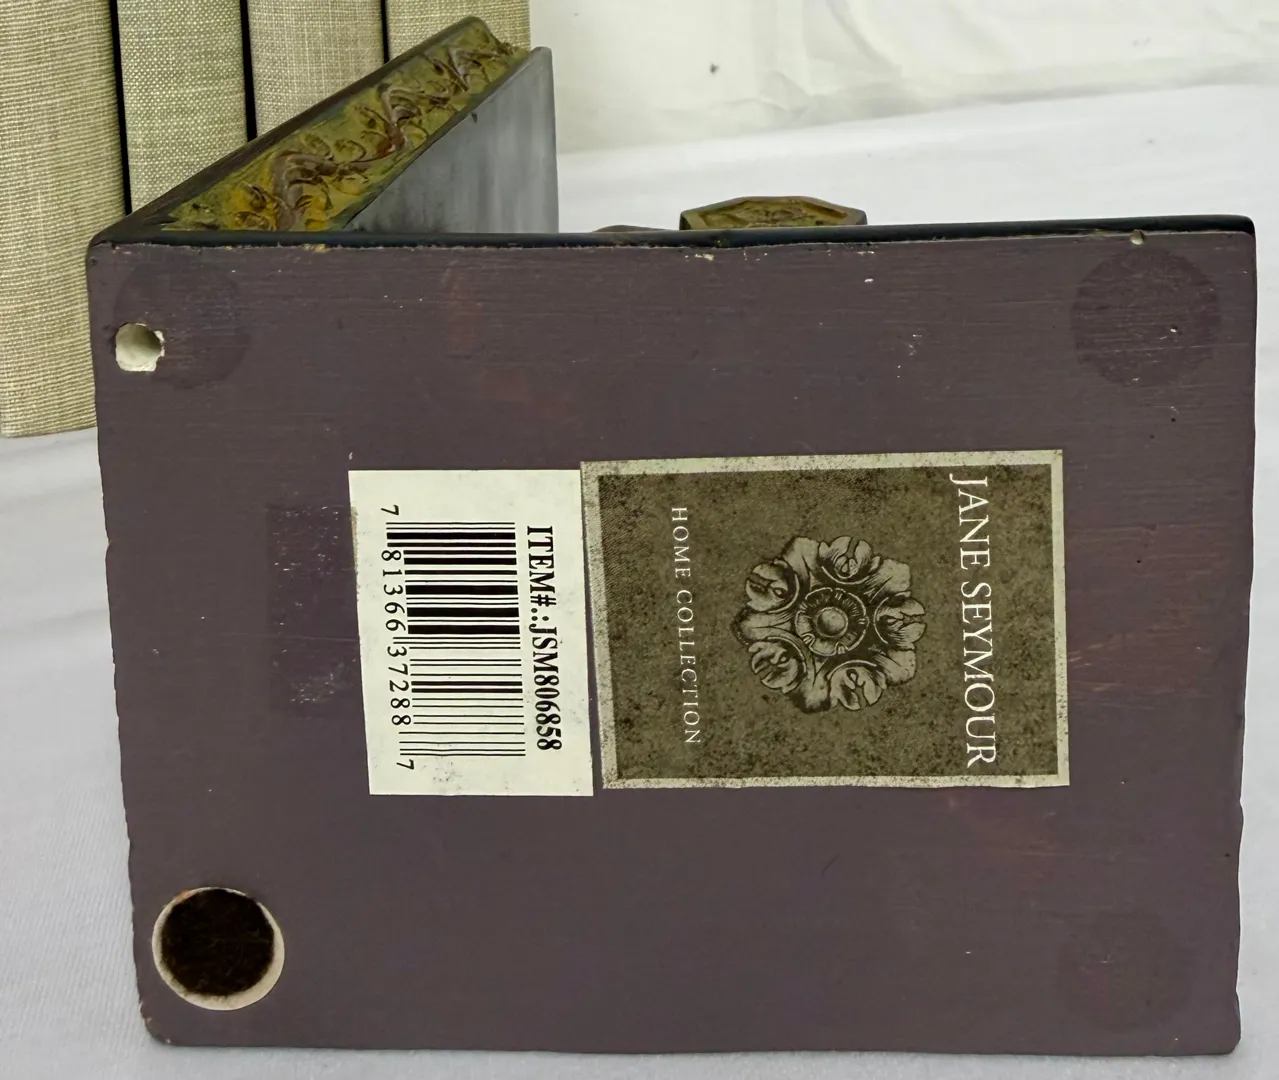 JANE SEYMOUR
HOME COLLECTION
ITEM#.:JSM806858
7 81366 37288 7